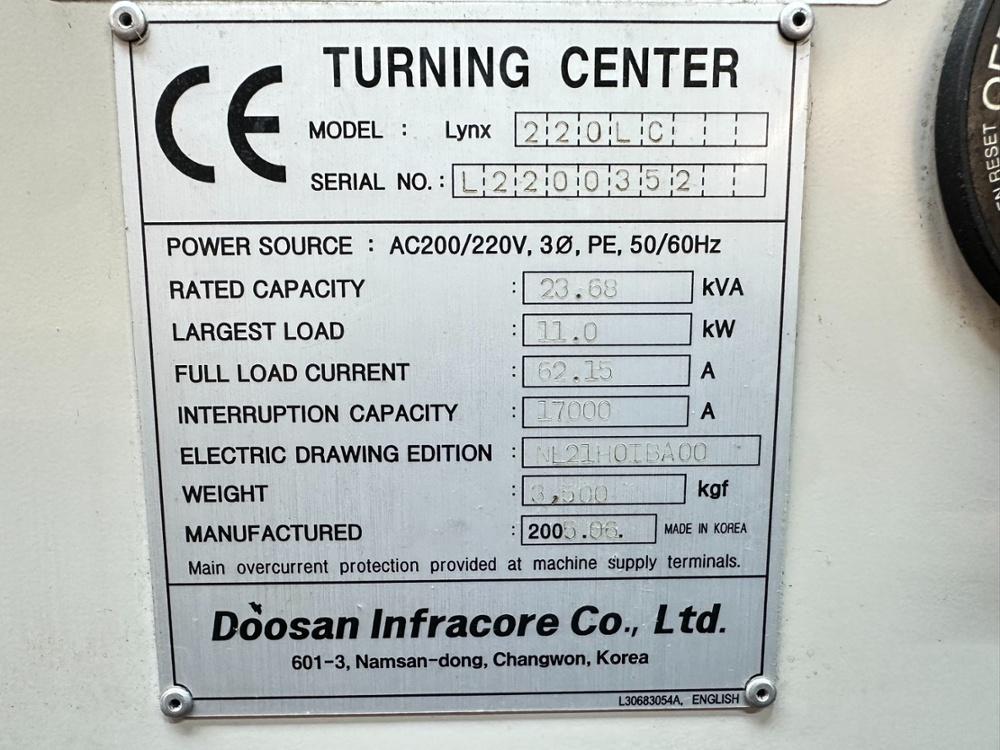 CE
TURNING CENTER
MODEL : Lynx 220LC
SERIAL NO. : L2200352
POWER SOURCE : AC200/220V, 3Ø, PE, 50/60Hz
RATED CAPACITY : 23.68 kVA
LARGEST LOAD : 11.0 kW
FULL LOAD CURRENT : 62.15 A
INTERRUPTION CAPACITY : 17000 A
ELECTRIC DRAWING EDITION : NL21H0IBA00
WEIGHT : 3,500 kgf
MANUFACTURED : 2005.06. MADE IN KOREA
Main overcurrent protection provided at machine supply terminals.
Doosan Infracore Co., Ltd.
601-3, Namsan-dong, Changwon, Korea
L30683054A, ENGLISH
RESET